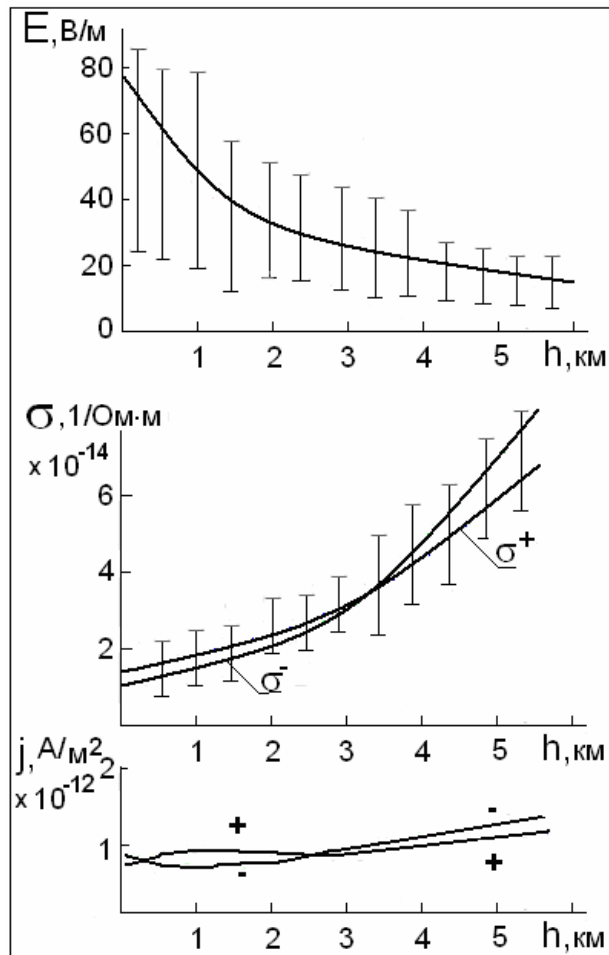 E,В/м
80
60
40
20
0
1 2 3 4 5 h,км
σ,1/Ом·м
x 10⁻¹⁴
6
4
2
σ⁺
σ⁻
1 2 3 4 5 h,км
j,А/м²
x 10⁻¹²
2
1
+
-
-
+
1 2 3 4 5 h,км